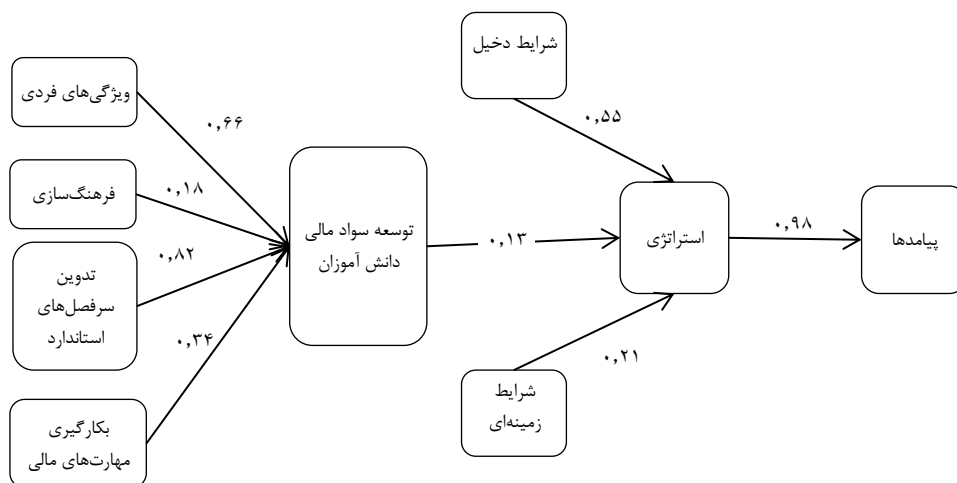 شرایط دخیل
ویژگی‌های فردی
۰,۵۵
۰,۶۶
فرهنگ‌سازی
۰,۱۸
توسعه سواد مالی
دانش آموزان
استراتژی
پیامدها
۰,۹۸
۰,۱۳
۰,۸۲
تدوین
سرفصل‌های
استاندارد
۰,۳۴
۰,۲۱
شرایط
زمینه‌ای
بکارگیری
مهارت‌های مالی